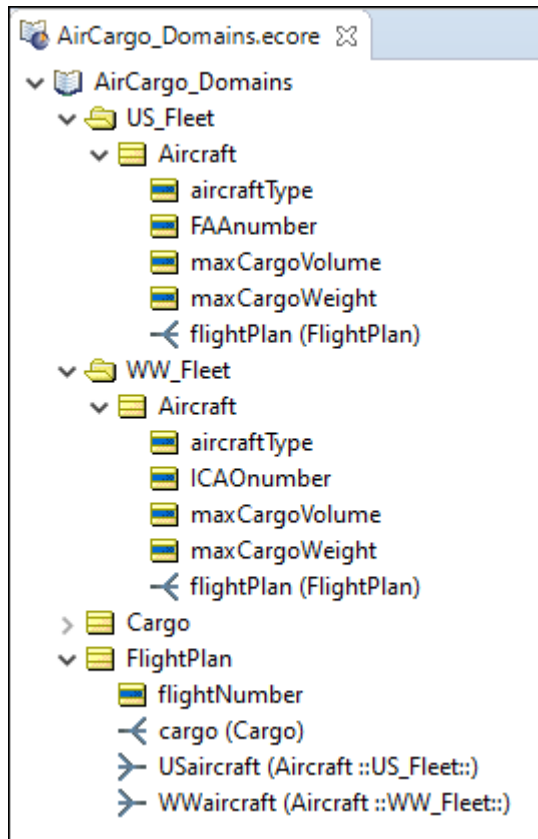 AirCargo_Domains.ecore
AirCargo_Domains
US_Fleet
Aircraft
aircraftType
FAAnumber
maxCargoVolume
maxCargoWeight
flightPlan (FlightPlan)
WW_Fleet
Aircraft
aircraftType
ICAOnumber
maxCargoVolume
maxCargoWeight
flightPlan (FlightPlan)
Cargo
FlightPlan
flightNumber
cargo (Cargo)
USaircraft (Aircraft ::US_Fleet::)
WWaircraft (Aircraft ::WW_Fleet::)